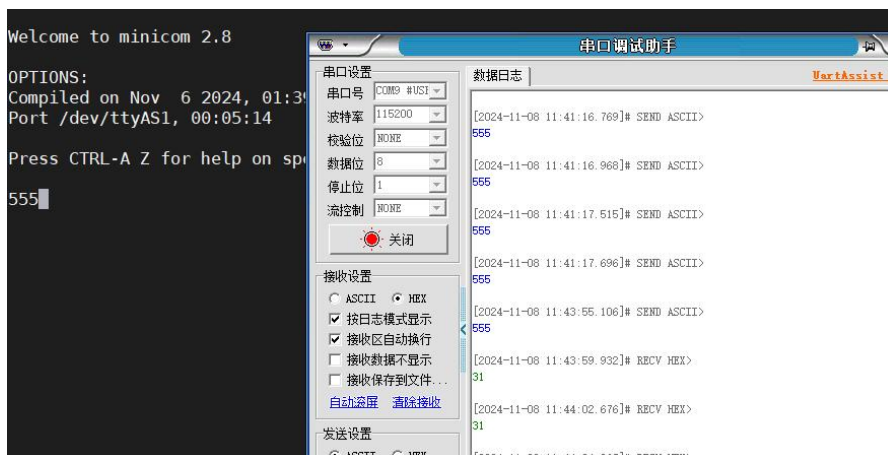 Welcome to minicom 2.8
OPTIONS:
Compiled on Nov 6 2024, 01:39
Port /dev/ttyAS1, 00:05:14
Press CTRL-A Z for help on spe
555
串口调试助手
串口设置
串口号 COM9 #USI
波特率 115200
校验位 NONE
数据位 8
停止位 1
流控制 NONE
关闭
接收设置
ASCII HEX
按日志模式显示
接收区自动换行
接收数据不显示
接收保存到文件...
自动滚屏 清除接收
发送设置
数据日志 UartAssist
[2024-11-08 11:41:16.769]# SEND ASCII>
555
[2024-11-08 11:41:16.968]# SEND ASCII>
555
[2024-11-08 11:41:17.515]# SEND ASCII>
555
[2024-11-08 11:41:17.696]# SEND ASCII>
555
[2024-11-08 11:43:55.106]# SEND ASCII>
555
[2024-11-08 11:43:59.932]# RECV HEX>
31
[2024-11-08 11:44:02.676]# RECV HEX>
31